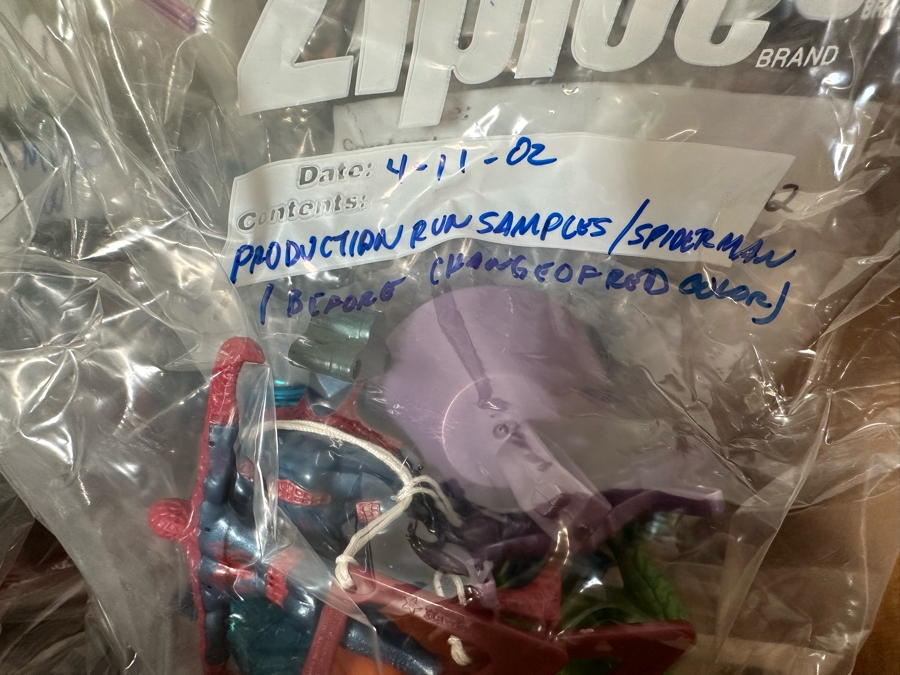 Ziploc
BRAND
Date: 4-11-02
Contents:
PRODUCTION RUN SAMPLES / SPIDERMAN
( BEFORE CHANGE OF RED COLOR)